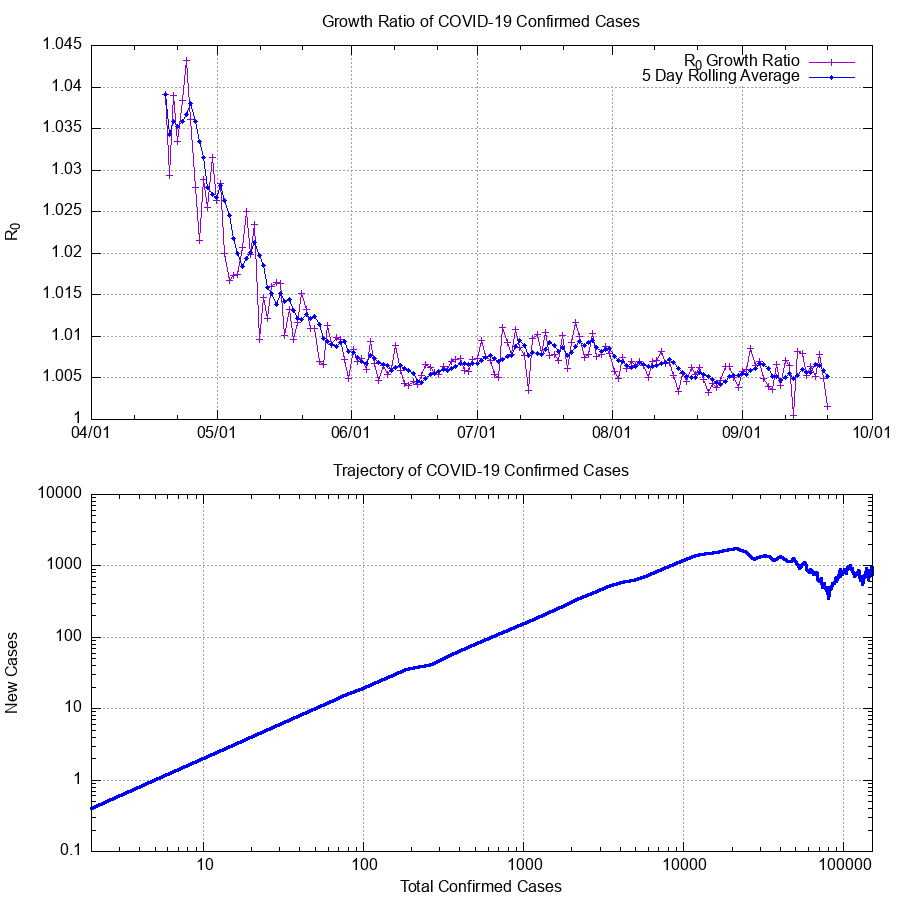 Growth Ratio of COVID-19 Confirmed Cases
R0 Growth Ratio
5 Day Rolling Average
1.045
1.04
1.035
1.03
1.025
1.02
1.015
1.01
1.005
1
R0
04/01 05/01 06/01 07/01 08/01 09/01 10/01
Trajectory of COVID-19 Confirmed Cases
10000
1000
100
10
1
0.1
New Cases
10 100 1000 10000 100000
Total Confirmed Cases